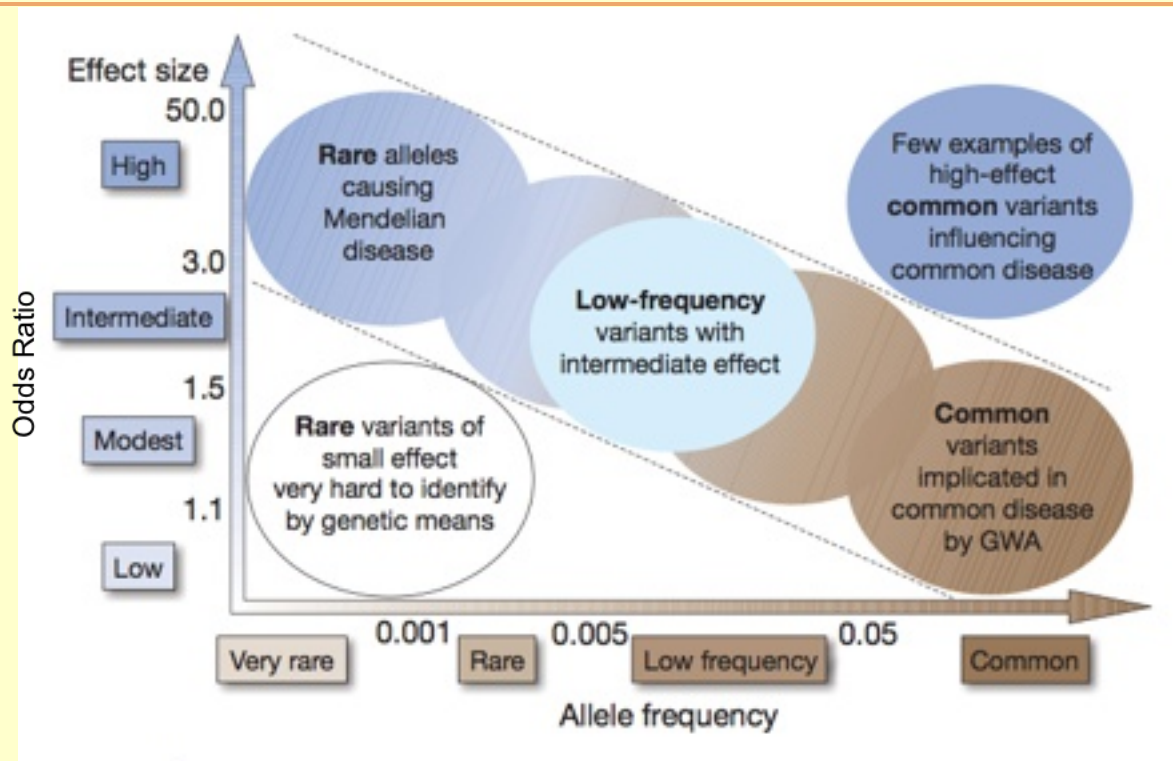 Effect size
50.0
High
3.0
Intermediate
1.5
Modest
1.1
Low
Odds Ratio
Rare alleles
causing
Mendelian
disease
Few examples of
high-effect
common variants
influencing
common disease
Low-frequency
variants with
intermediate effect
Rare variants of
small effect
very hard to identify
by genetic means
Common
variants
implicated in
common disease
by GWA
0.001
0.005
0.05
Very rare
Rare
Low frequency
Common
Allele frequency